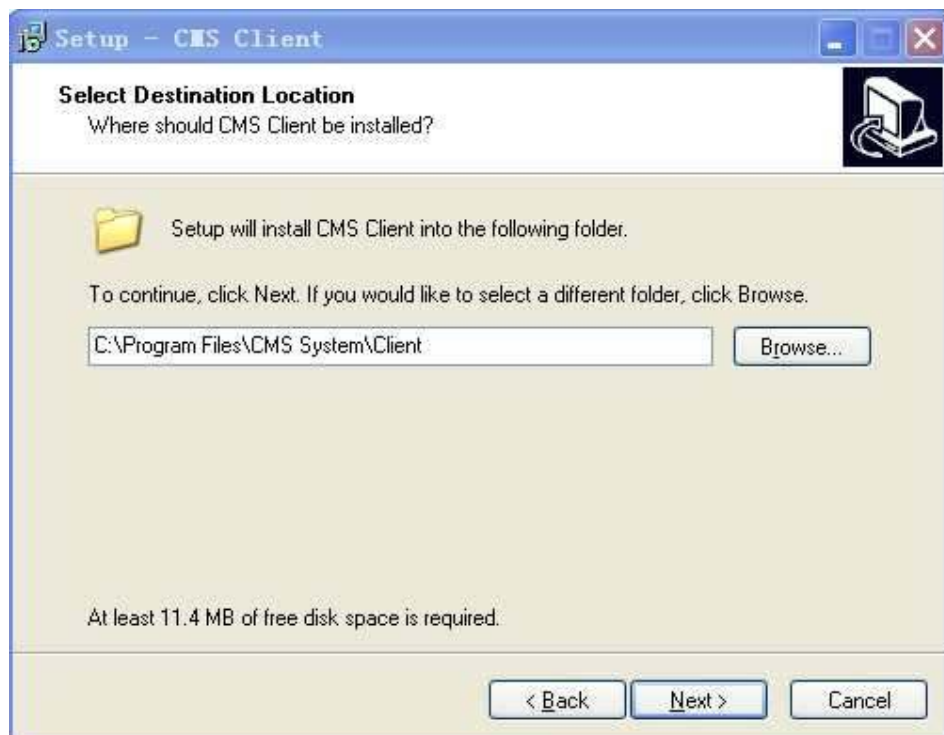 Setup - CMS Client
Select Destination Location
Where should CMS Client be installed?
Setup will install CMS Client into the following folder.
To continue, click Next. If you would like to select a different folder, click Browse.
C:\Program Files\CMS System\Client
Browse...
At least 11.4 MB of free disk space is required.
< Back
Next >
Cancel